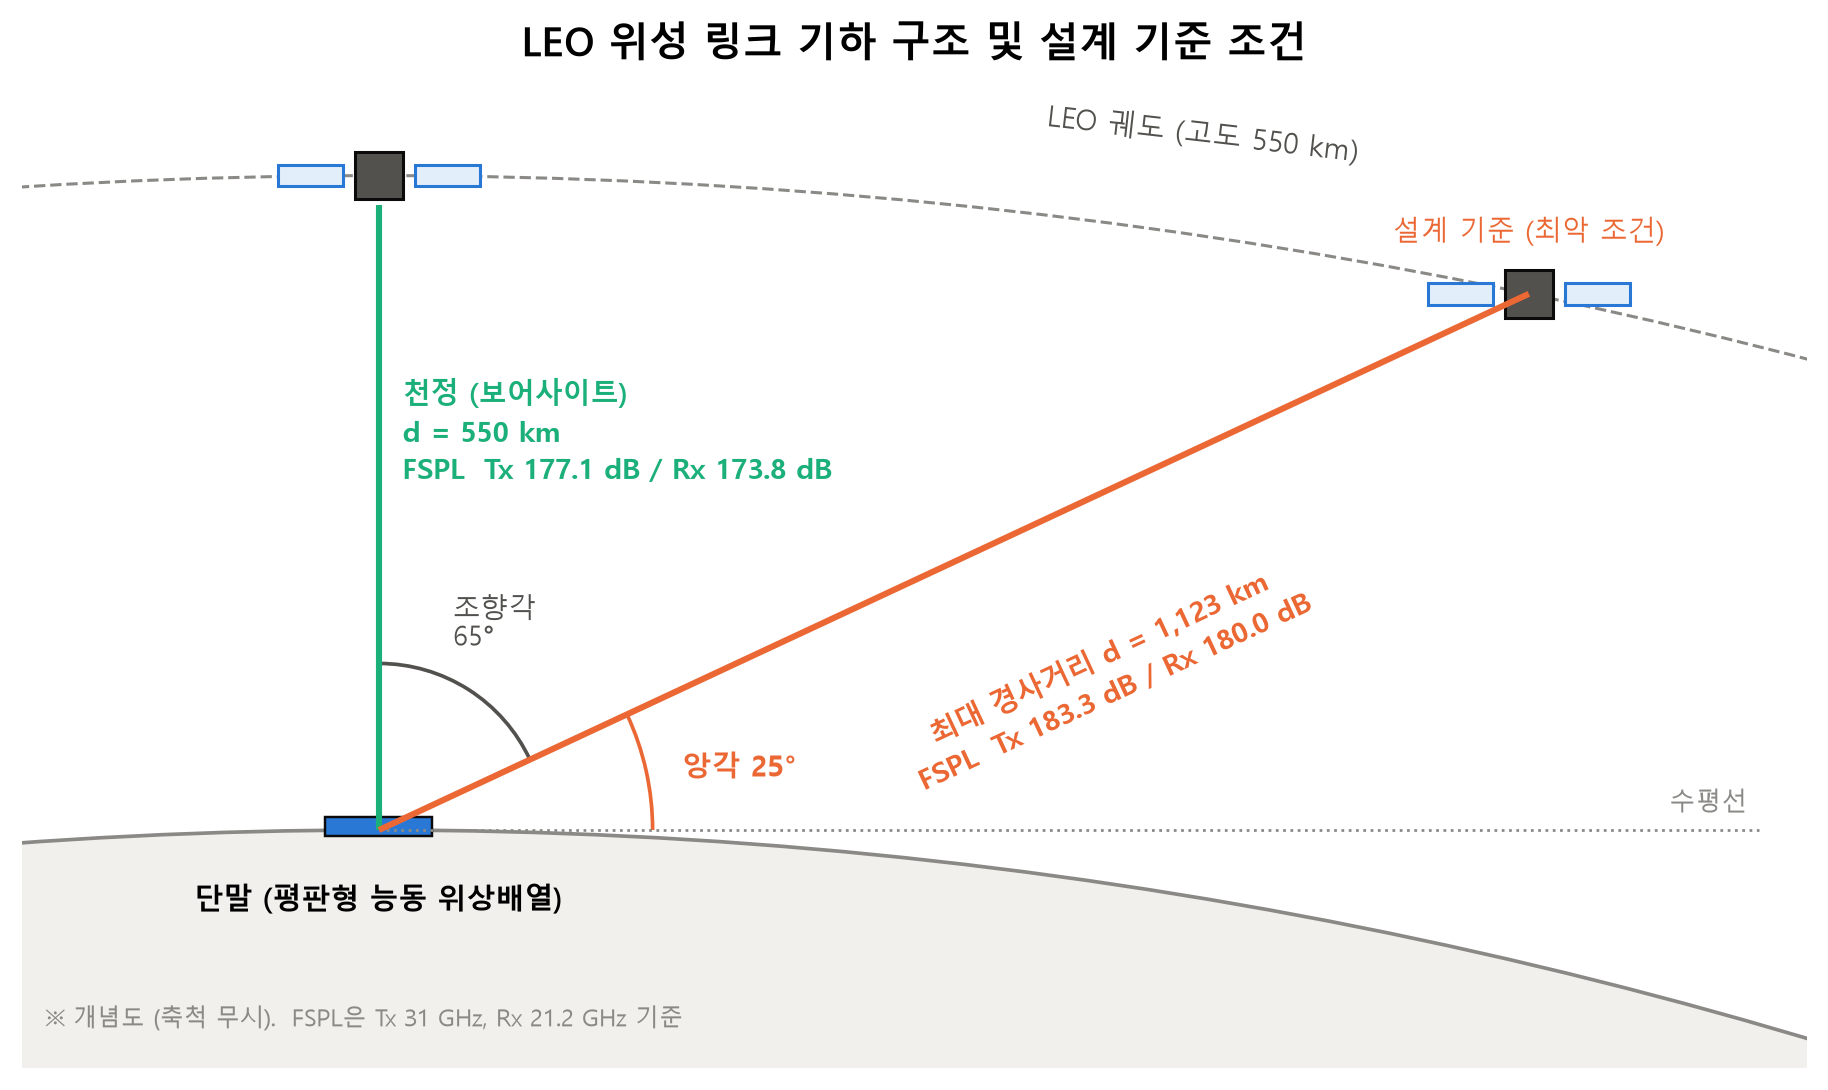 LEO 위성 링크 기하 구조 및 설계 기준 조건
LEO 궤도 (고도 550 km)
설계 기준 (최악 조건)
천정 (보어사이트)
d = 550 km
FSPL  Tx 177.1 dB / Rx 173.8 dB
조향각
65°
최대 경사거리 d = 1,123 km
FSPL  Tx 183.3 dB / Rx 180.0 dB
앙각 25°
수평선
단말 (평판형 능동 위상배열)
※ 개념도 (축척 무시).  FSPL은 Tx 31 GHz, Rx 21.2 GHz 기준